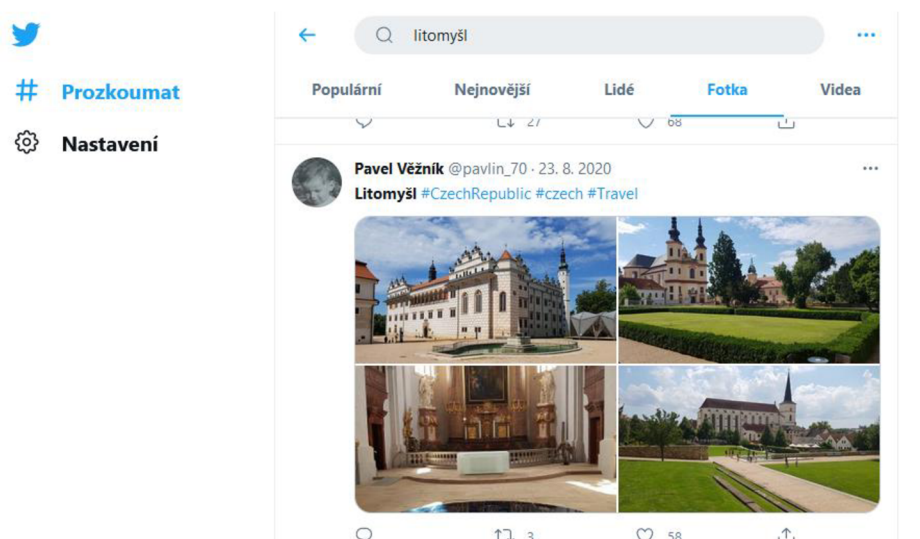 litomyšl
Prozkoumat
Nastavení
Populární Nejnovější Lidé Fotka Videa
27 68
Pavel Věžník @pavlin_70 · 23. 8. 2020
Litomyšl #CzechRepublic #czech #Travel
3 58